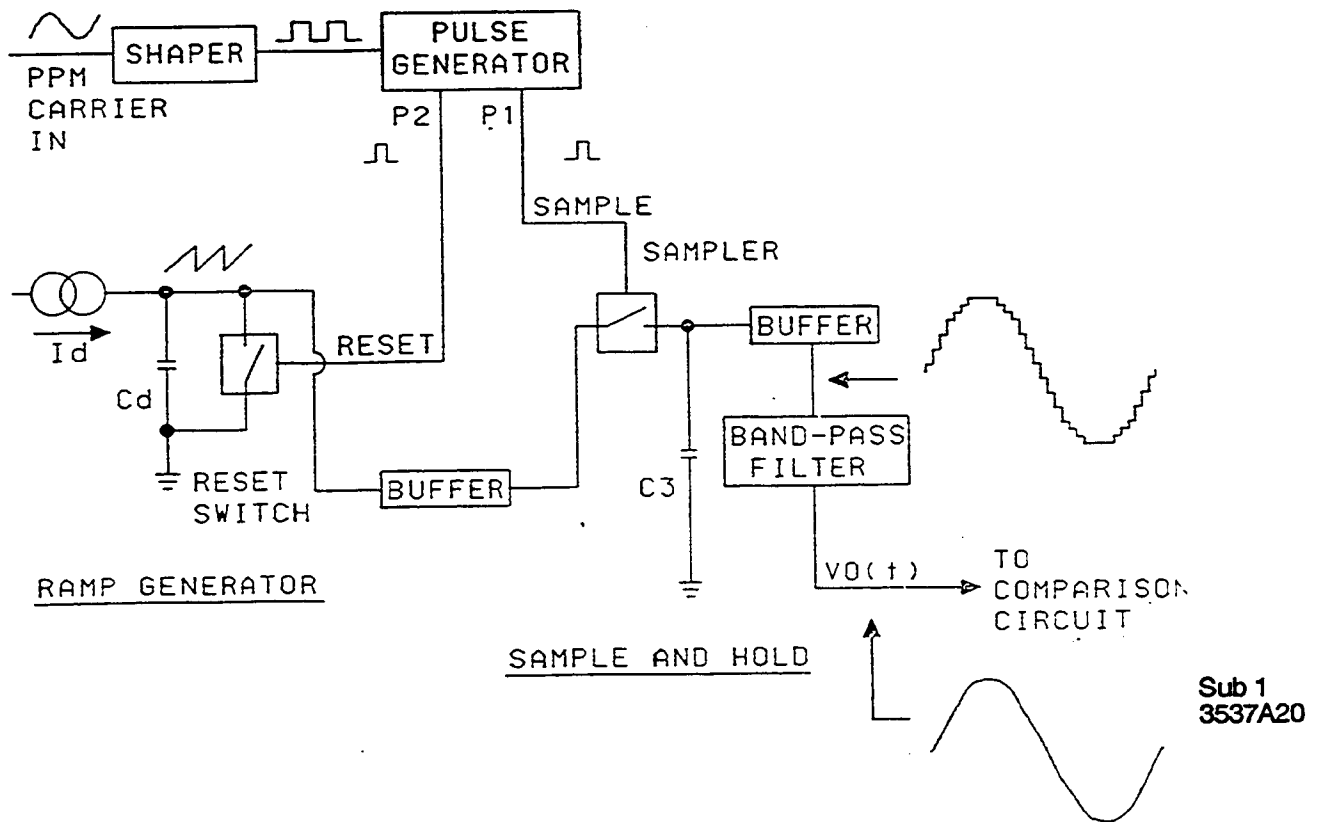 SHAPER
PULSE
GENERATOR
PPM
CARRIER
IN
P2
P1
SAMPLE
SAMPLER
Id
Cd
RESET
RESET
SWITCH
BUFFER
BUFFER
C3
BAND-PASS
FILTER
VO(t)
TO
COMPARISON
CIRCUIT
RAMP GENERATOR
SAMPLE AND HOLD
Sub 1
3537A20